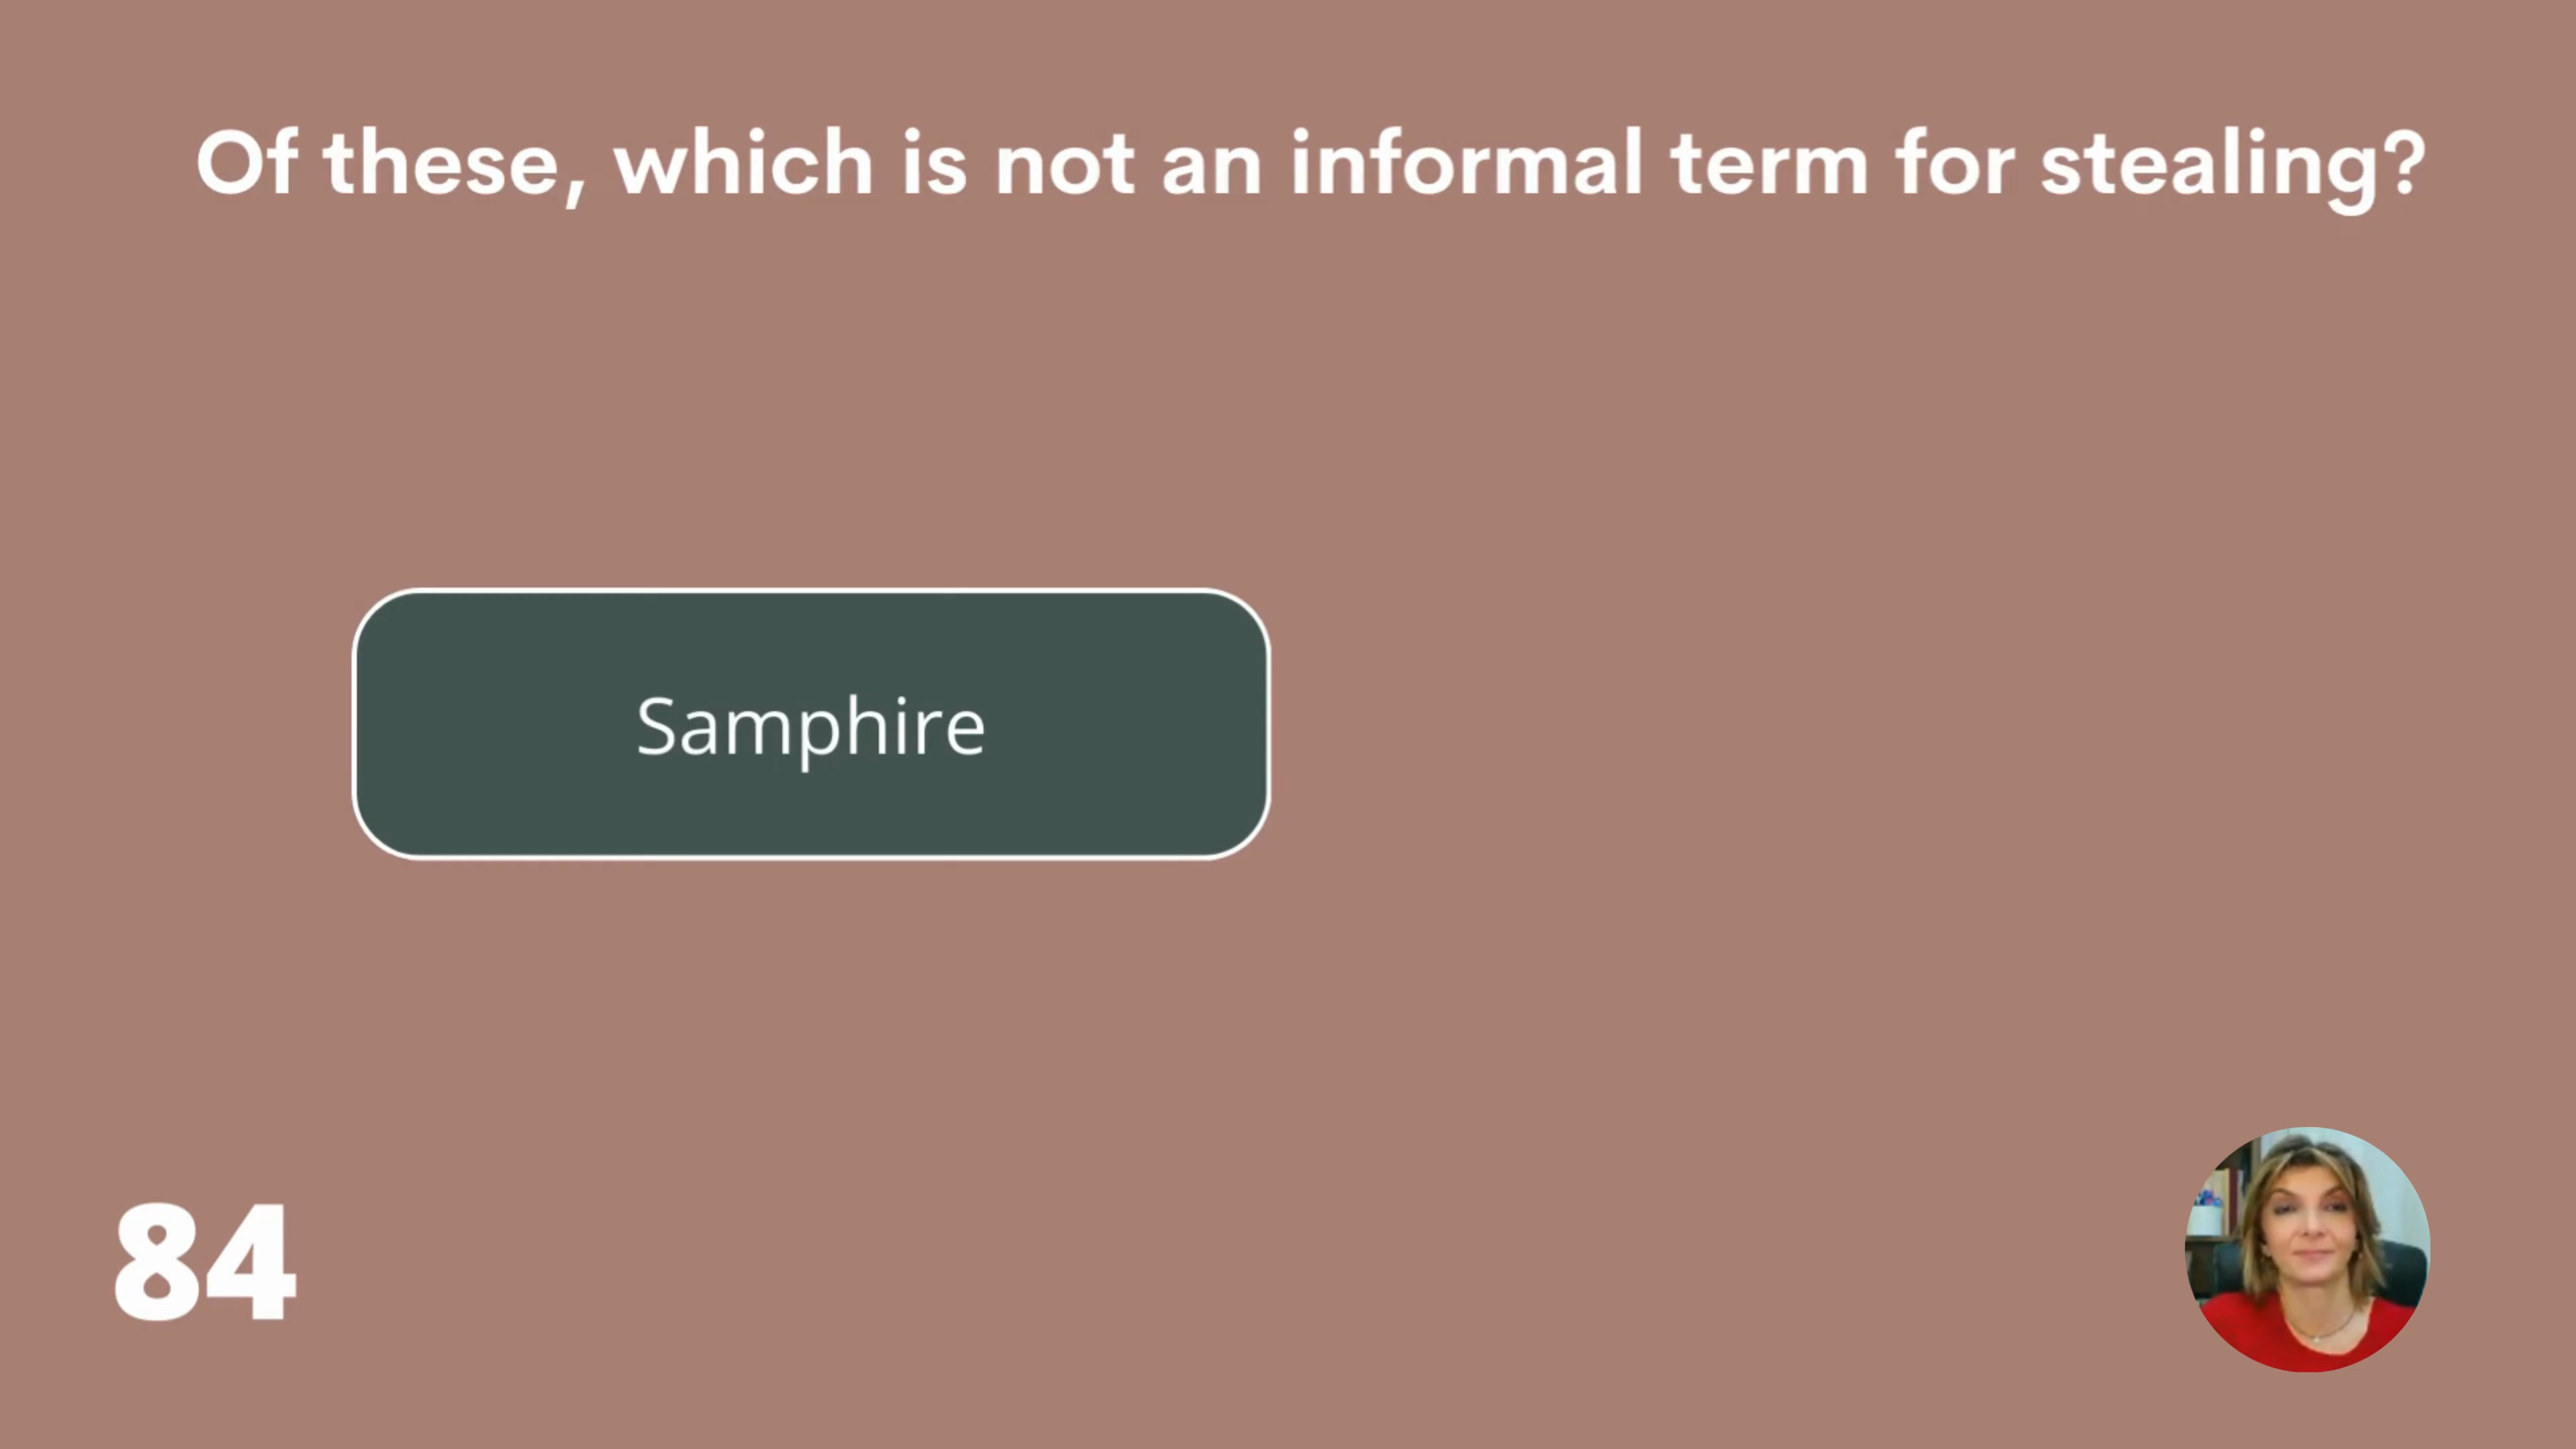 Of these, which is not an informal term for stealing?
Samphire
84